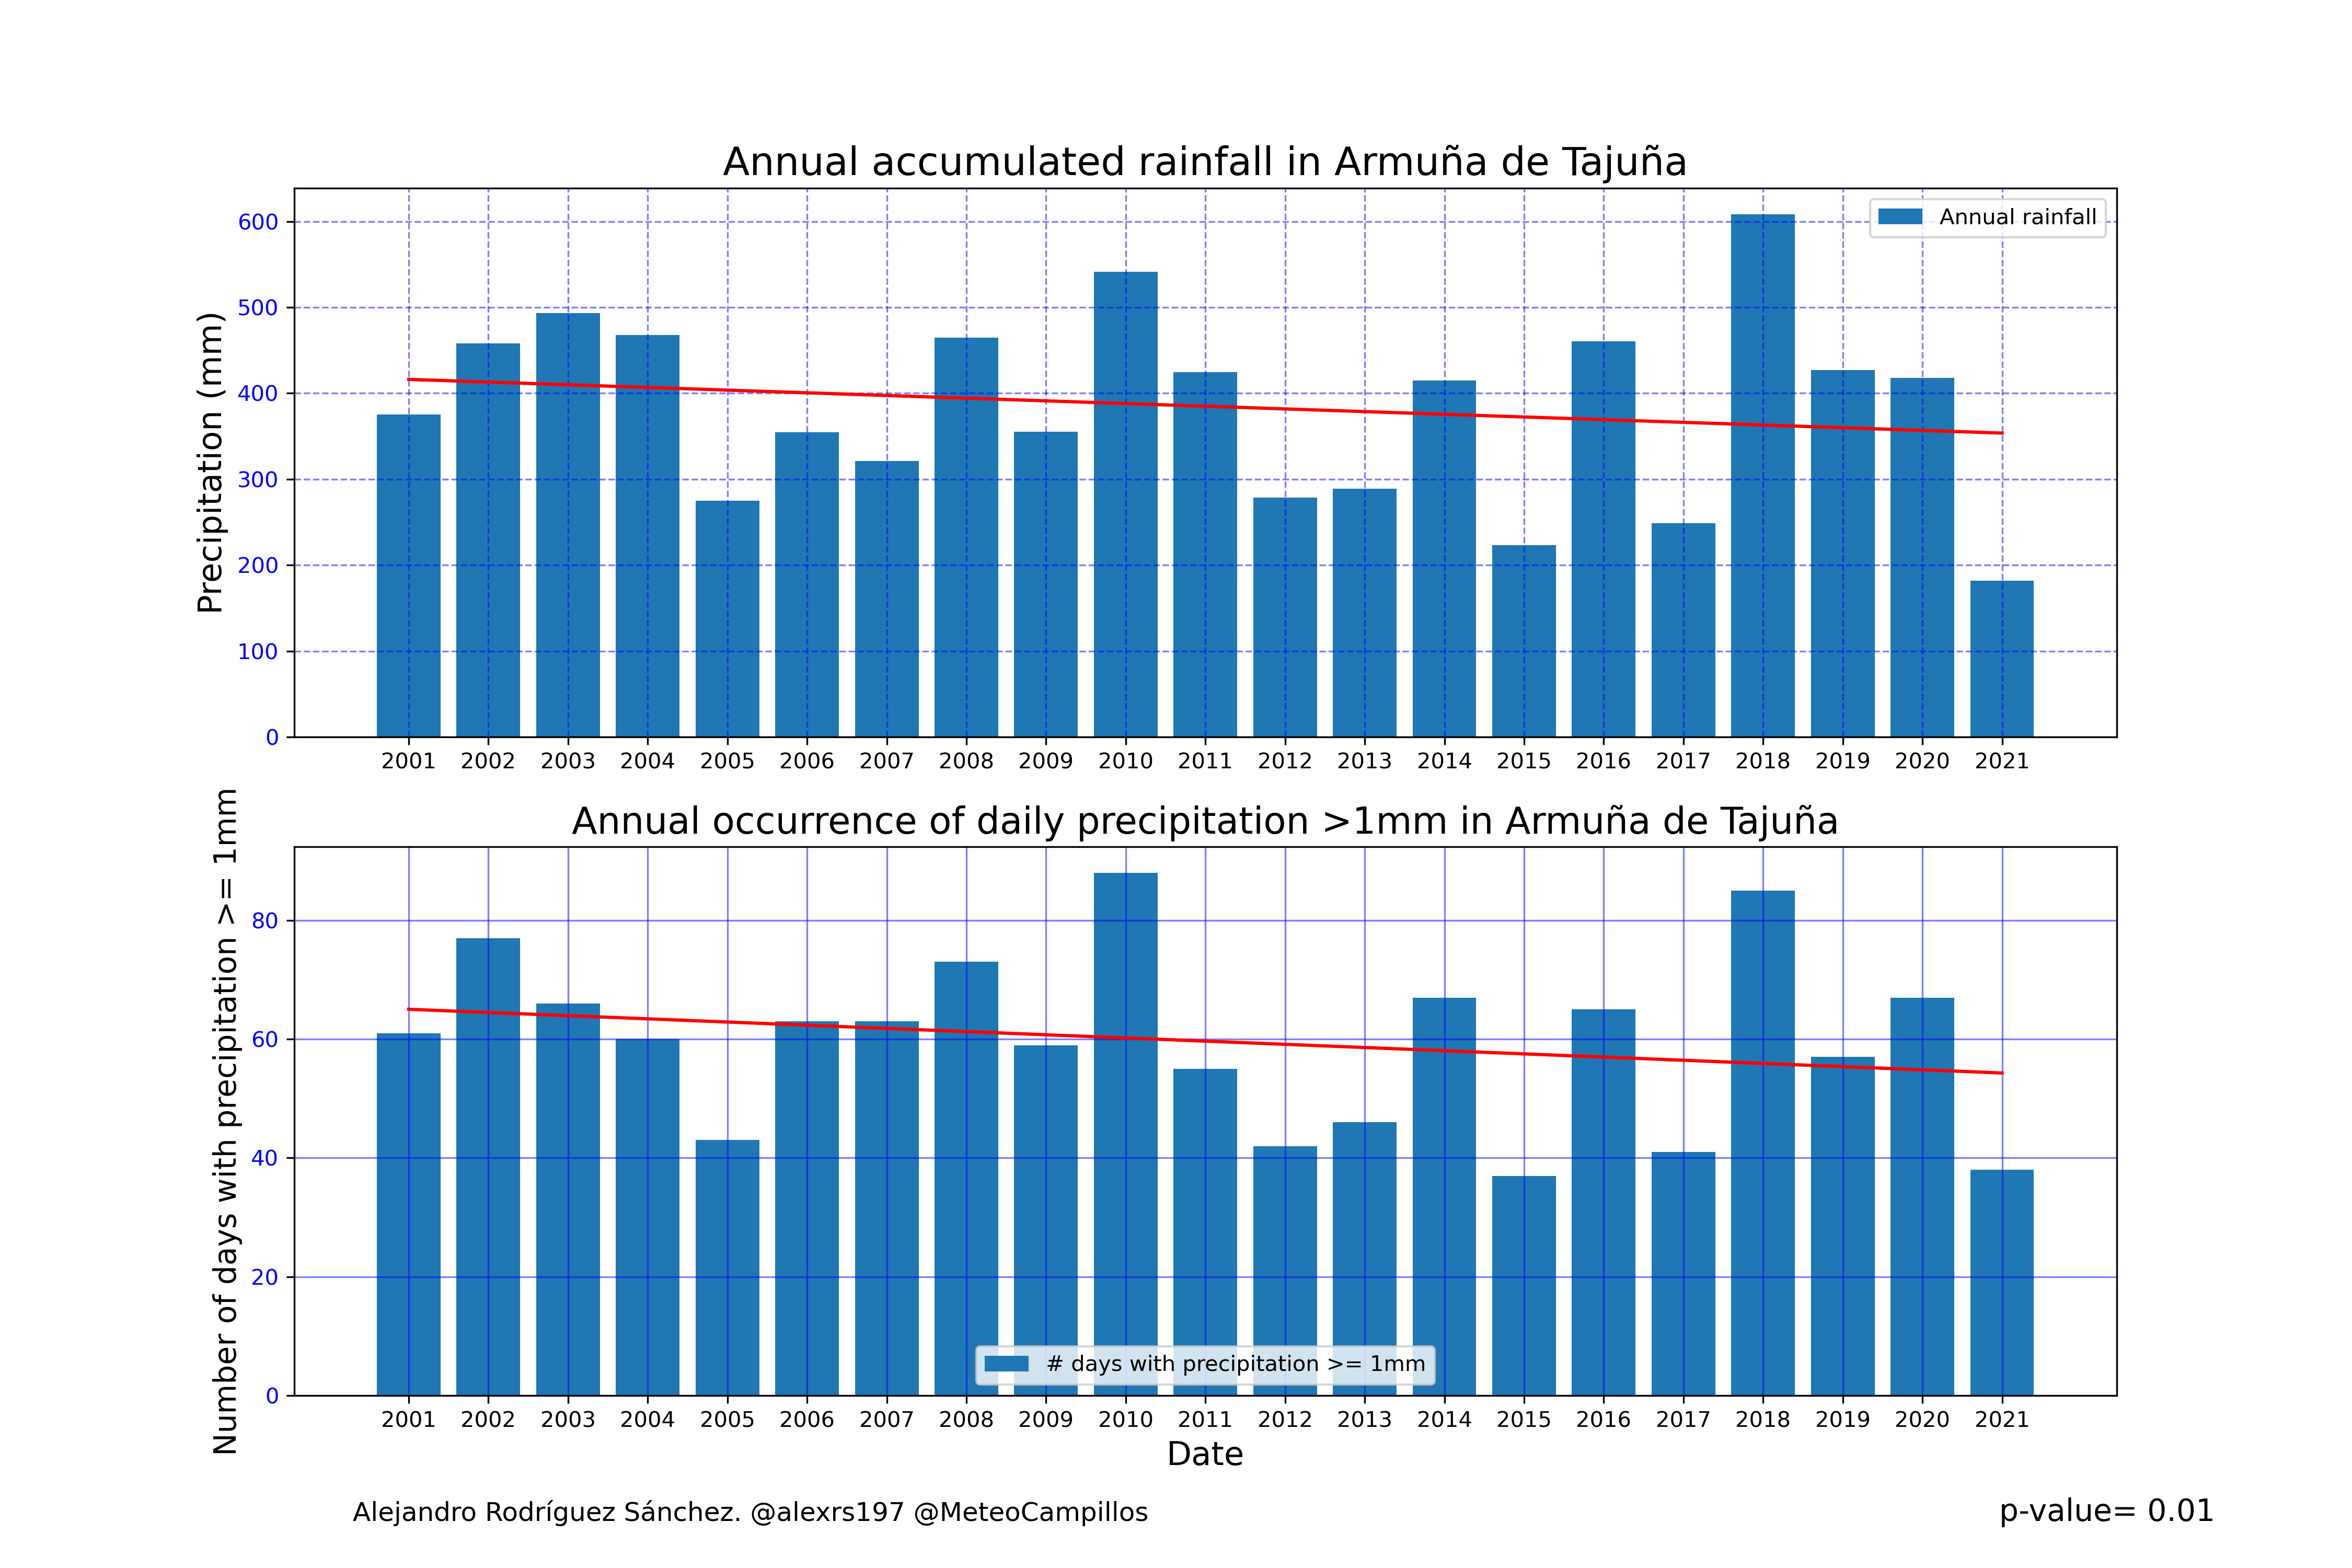 Annual accumulated rainfall in Armuña de Tajuña
Precipitation (mm)
600
500
400
300
200
100
0
Annual rainfall
2001 2002 2003 2004 2005 2006 2007 2008 2009 2010 2011 2012 2013 2014 2015 2016 2017 2018 2019 2020 2021
Annual occurrence of daily precipitation >1mm in Armuña de Tajuña
Number of days with precipitation >= 1mm
80
60
40
20
0
# days with precipitation >= 1mm
2001 2002 2003 2004 2005 2006 2007 2008 2009 2010 2011 2012 2013 2014 2015 2016 2017 2018 2019 2020 2021
Date
Alejandro Rodríguez Sánchez. @alexrs197 @MeteoCampillos
p-value= 0.01